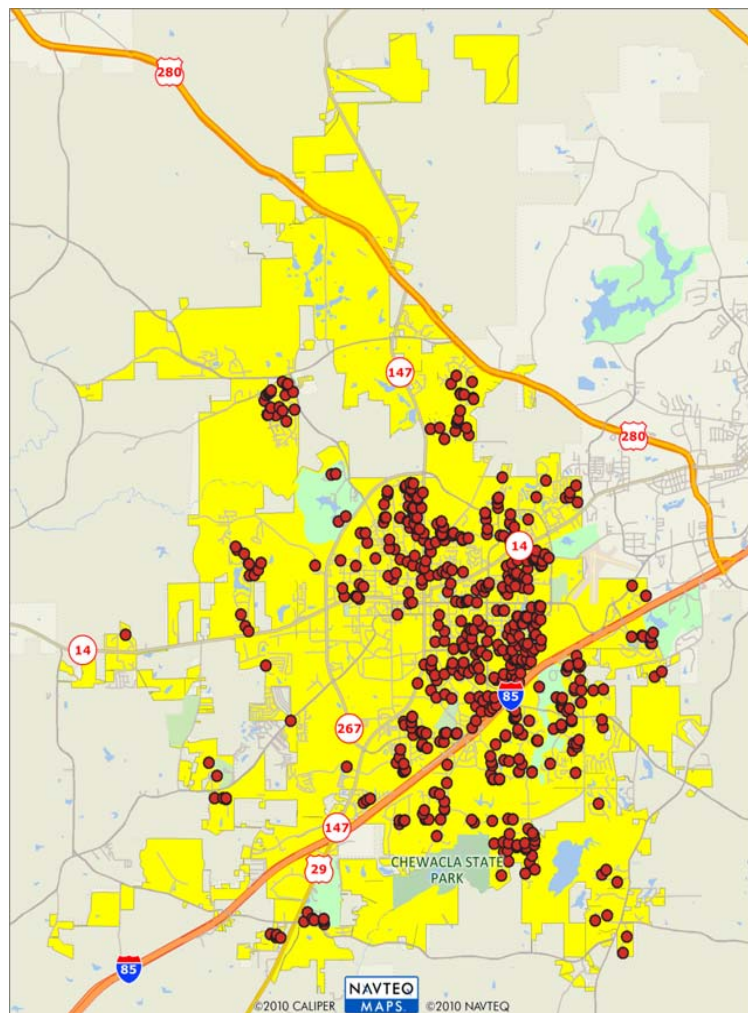 280
147
280
14
14
85
267
147
CHEWACLA STATE
PARK
29
85
NAVTEQ
MAPS.
©2010 CALIPER
©2010 NAVTEQ